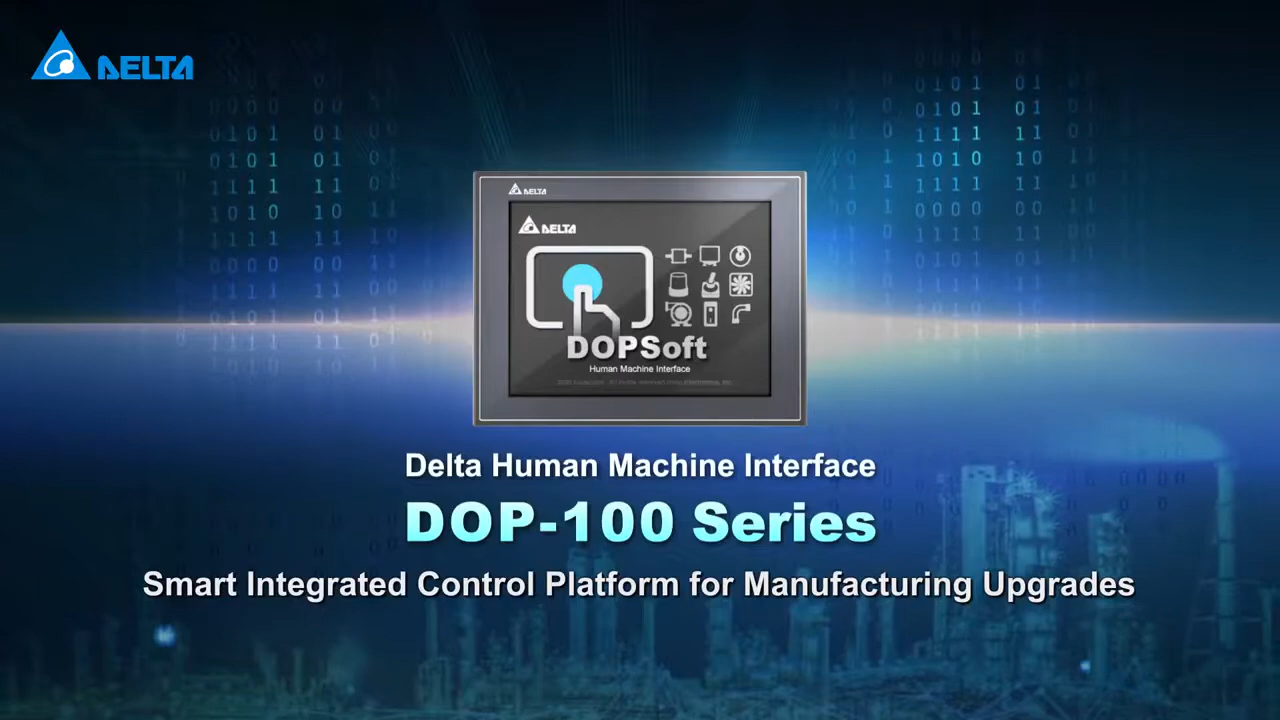 DELTA
DELTA
DELTA
DOPSoft
Human Machine Interface
Delta Human Machine Interface
DOP-100 Series
Smart Integrated Control Platform for Manufacturing Upgrades